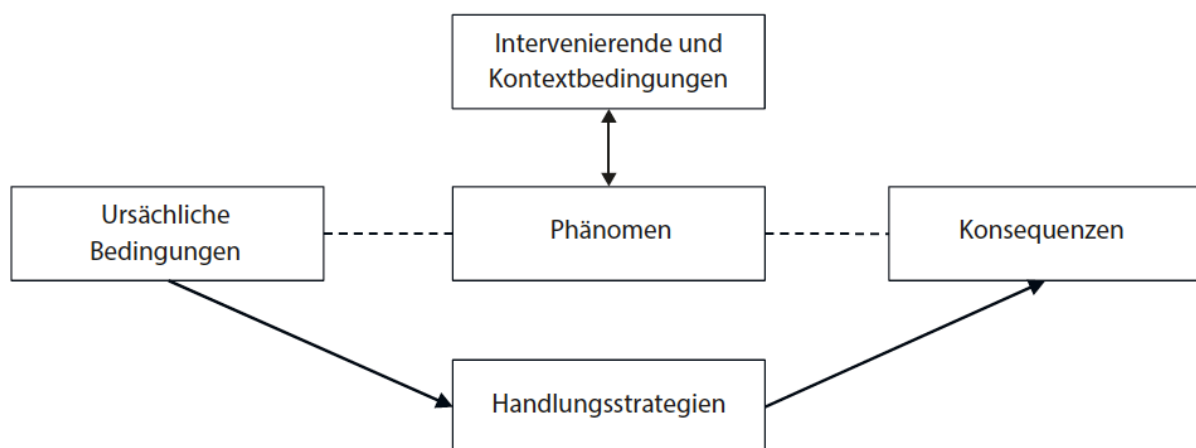 Intervenierende und
Kontextbedingungen
Ursächliche
Bedingungen
Phänomen
Konsequenzen
Handlungsstrategien